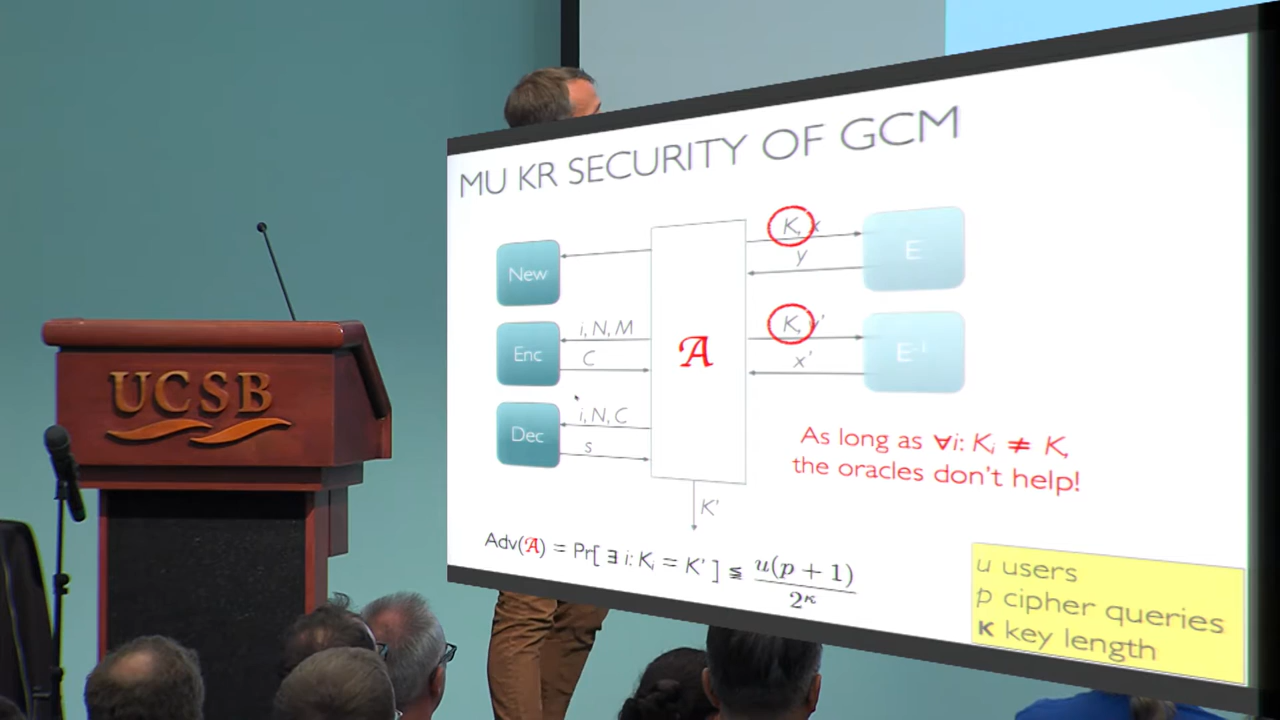 UCSB
MU KR SECURITY OF GCM
New
K, x
y
E
Enc
i, N, M
C
𝒜
K, y'
x'
E⁻¹
Dec
i, N, C
s
As long as ∀i: Kᵢ ≠ K,
the oracles don't help!
K'
Adv(𝒜) = Pr[ ∃ i: Kᵢ = K' ] ≦ u(p + 1) / 2^κ
u users
p cipher queries
κ key length